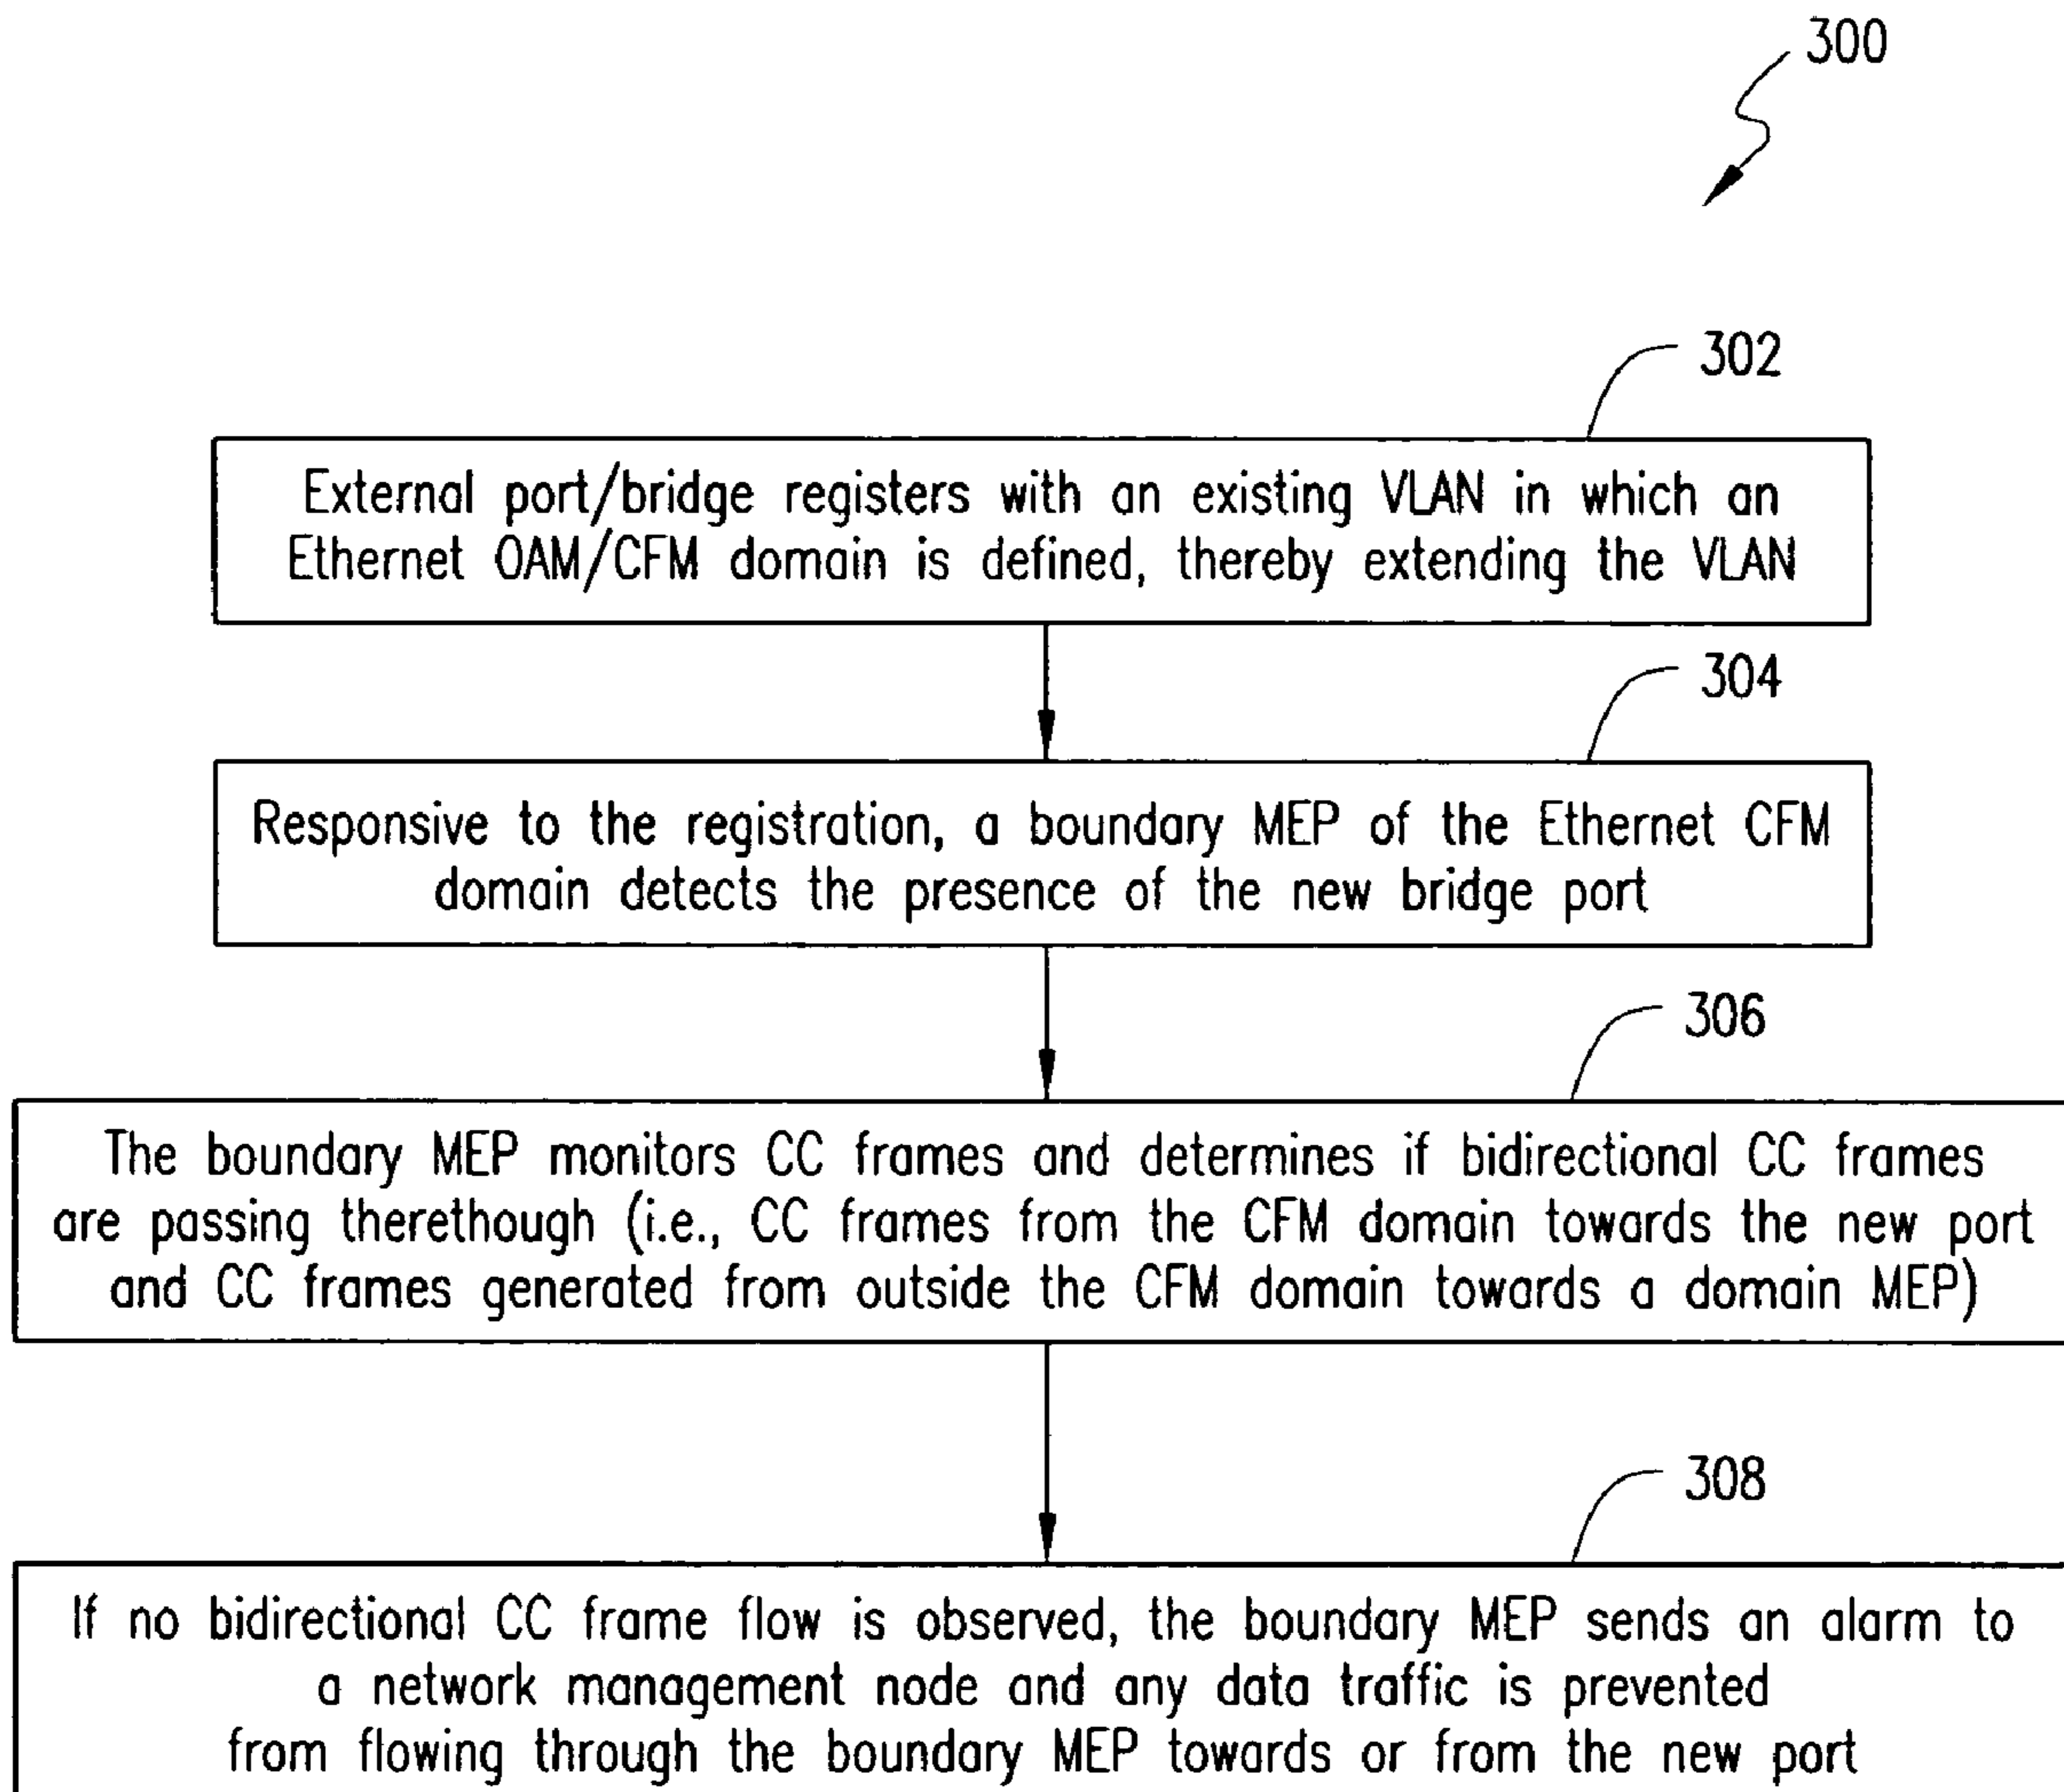 300
302
External port/bridge registers with an existing VLAN in which an
Ethernet OAM/CFM domain is defined, thereby extending the VLAN
304
Responsive to the registration, a boundary MEP of the Ethernet CFM
domain detects the presence of the new bridge port
306
The boundary MEP monitors CC frames and determines if bidirectional CC frames
are passing therethough (i.e., CC frames from the CFM domain towards the new port
and CC frames generated from outside the CFM domain towards a domain MEP)
308
If no bidirectional CC frame flow is observed, the boundary MEP sends an alarm to
a network management node and any data traffic is prevented
from flowing through the boundary MEP towards or from the new port